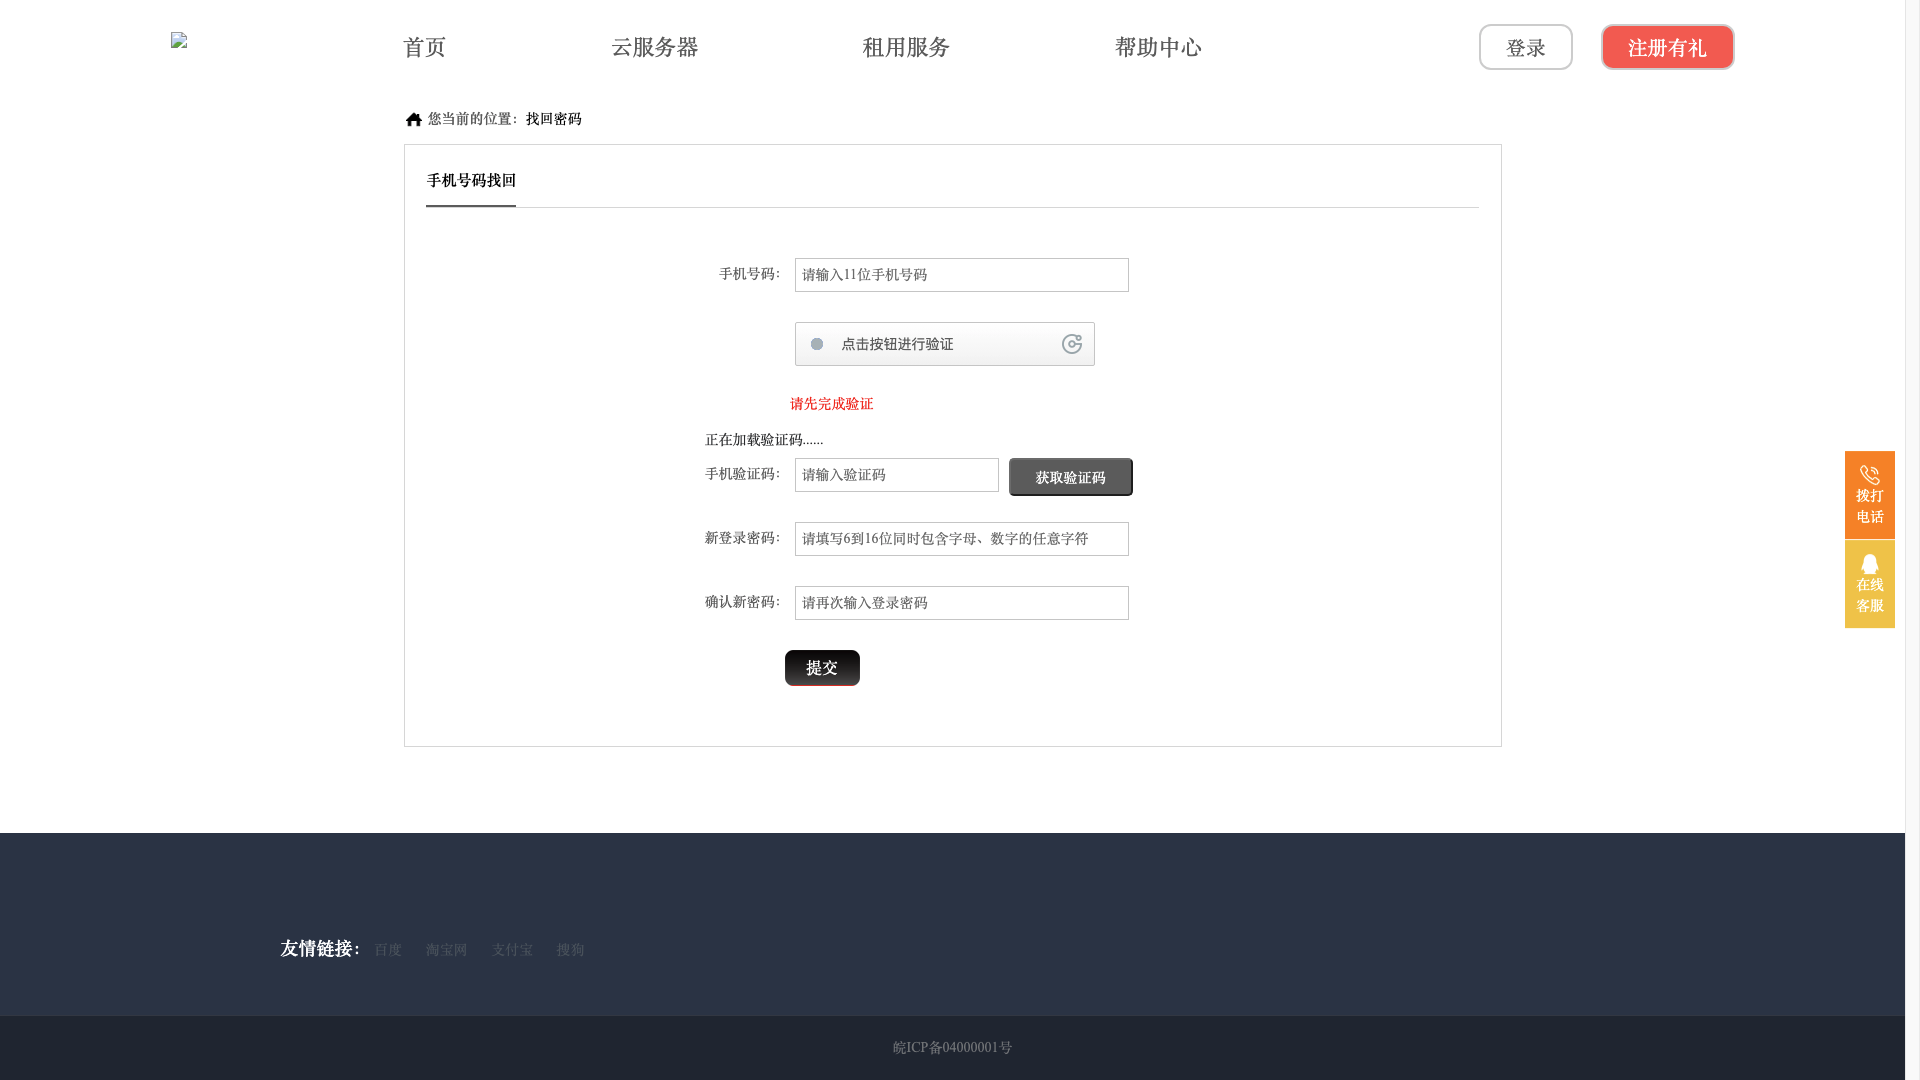 首页 云服务器 租用服务 帮助中心 登录 注册有礼
您当前的位置：找回密码
手机号码找回
手机号码： 请输入11位手机号码
点击按钮进行验证
请先完成验证
正在加载验证码......
手机验证码： 请输入验证码 获取验证码
新登录密码： 请填写6到16位同时包含字母、数字的任意字符
确认新密码： 请再次输入登录密码
提交
拨打
电话
在线
客服
友情链接： 百度 淘宝网 支付宝 搜狗
皖ICP备04000001号